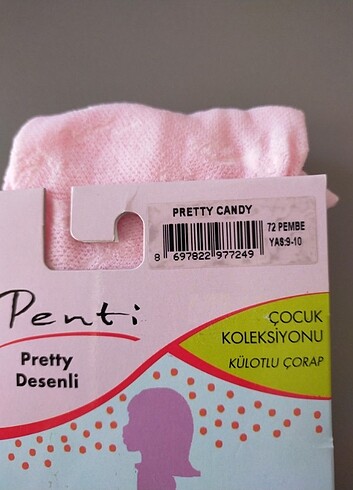 PRETTY CANDY
72 PEMBE
YAŞ:9-10
8 697822 977249
Penti
Pretty
Desenli
ÇOCUK
KOLEKSİYONU
KÜLOTLU ÇORAP